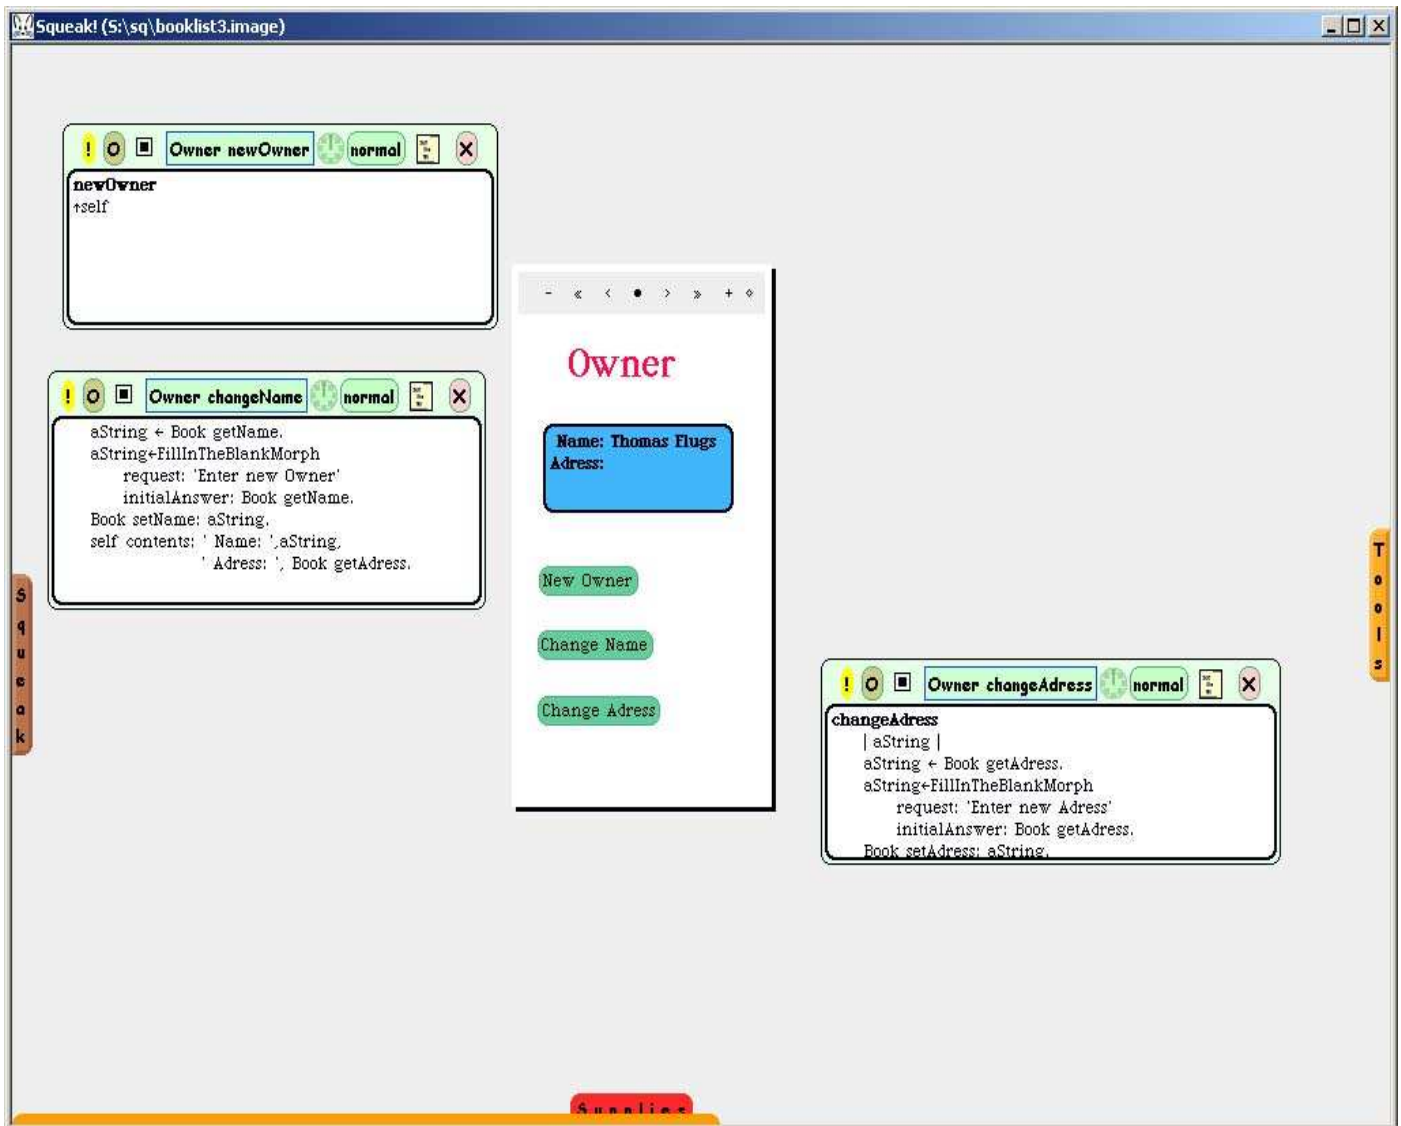 Squeak! (S:\sq\booklist3.image)
! O Owner newOwner normal X
newOwner
↑self
! O Owner changeName normal X
aString ← Book getName.
aString←FillInTheBlankMorph
request: 'Enter new Owner'
initialAnswer: Book getName.
Book setName: aString.
self contents: ' Name: ',aString,
' Adress: ', Book getAdress.
- « < ● > » + ◇
Owner
Name: Thomas Flugs
Adress:
New Owner
Change Name
Change Adress
! O Owner changeAdress normal X
changeAdress
| aString |
aString ← Book getAdress.
aString←FillInTheBlankMorph
request: 'Enter new Adress'
initialAnswer: Book getAdress.
Book setAdress: aString.
Squeak
Tools
Supplies